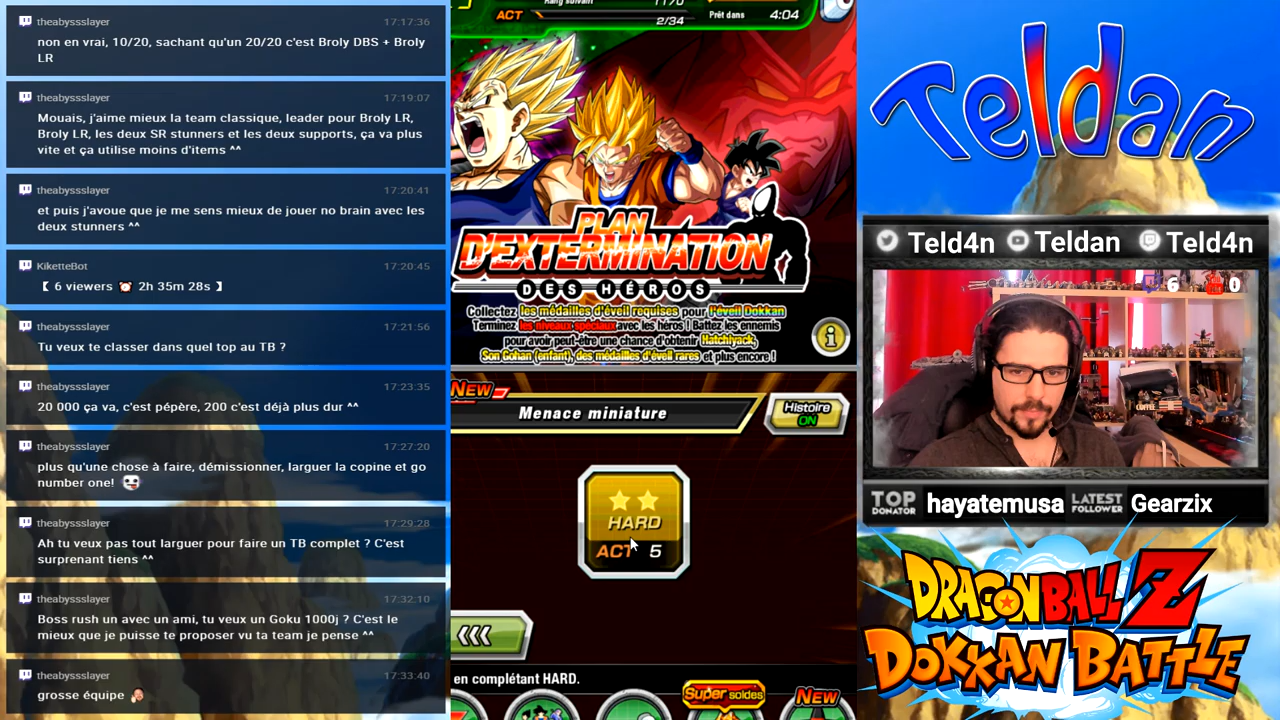 theabyssslayer 17:17:36
non en vrai, 10/20, sachant qu'un 20/20 c'est Broly DBS + Broly
LR
theabyssslayer 17:19:07
Mouais, j'aime mieux la team classique, leader pour Broly LR,
Broly LR, les deux SR stunners et les deux supports, ça va plus
vite et ça utilise moins d'items ^^
theabyssslayer 17:20:41
et puis j'avoue que je me sens mieux de jouer no brain avec les
deux stunners ^^
KiketteBot 17:20:45
【 6 viewers 2h 35m 28s 】
theabyssslayer 17:21:56
Tu veux te classer dans quel top au TB ?
theabyssslayer 17:23:35
20 000 ça va, c'est pépère, 200 c'est déjà plus dur ^^
theabyssslayer 17:27:20
plus qu'une chose à faire, démissionner, larguer la copine et go
number one!
theabyssslayer 17:29:28
Ah tu veux pas tout larguer pour faire un TB complet ? C'est
surprenant tiens ^^
theabyssslayer 17:32:10
Boss rush un avec un ami, tu veux un Goku 1000j ? C'est le
mieux que je puisse te proposer vu ta team je pense ^^
theabyssslayer 17:33:40
grosse équipe
ACT 2/34 Prêt dans 4:04
PLAN
D'EXTERMINATION
DES HÉROS
Collectez les médailles d'éveil requises pour l'éveil Dokkan
Terminez les niveaux spéciaux avec les héros ! Battez les ennemis
pour avoir peut-être une chance d'obtenir Hatchiyack,
Son Gohan (enfant), des médailles d'éveil rares et plus encore !
NEW
Menace miniature
Histoire
ON
HARD
ACT 5
en complétant HARD.
Super soldes
NEW
Teldan
Teld4n Teldan Teld4n
6 0
COFFEE
TOP
DONATOR
hayatemusa
LATEST
FOLLOWER
Gearzix
DRAGON BALL Z
DOKKAN BATTLE